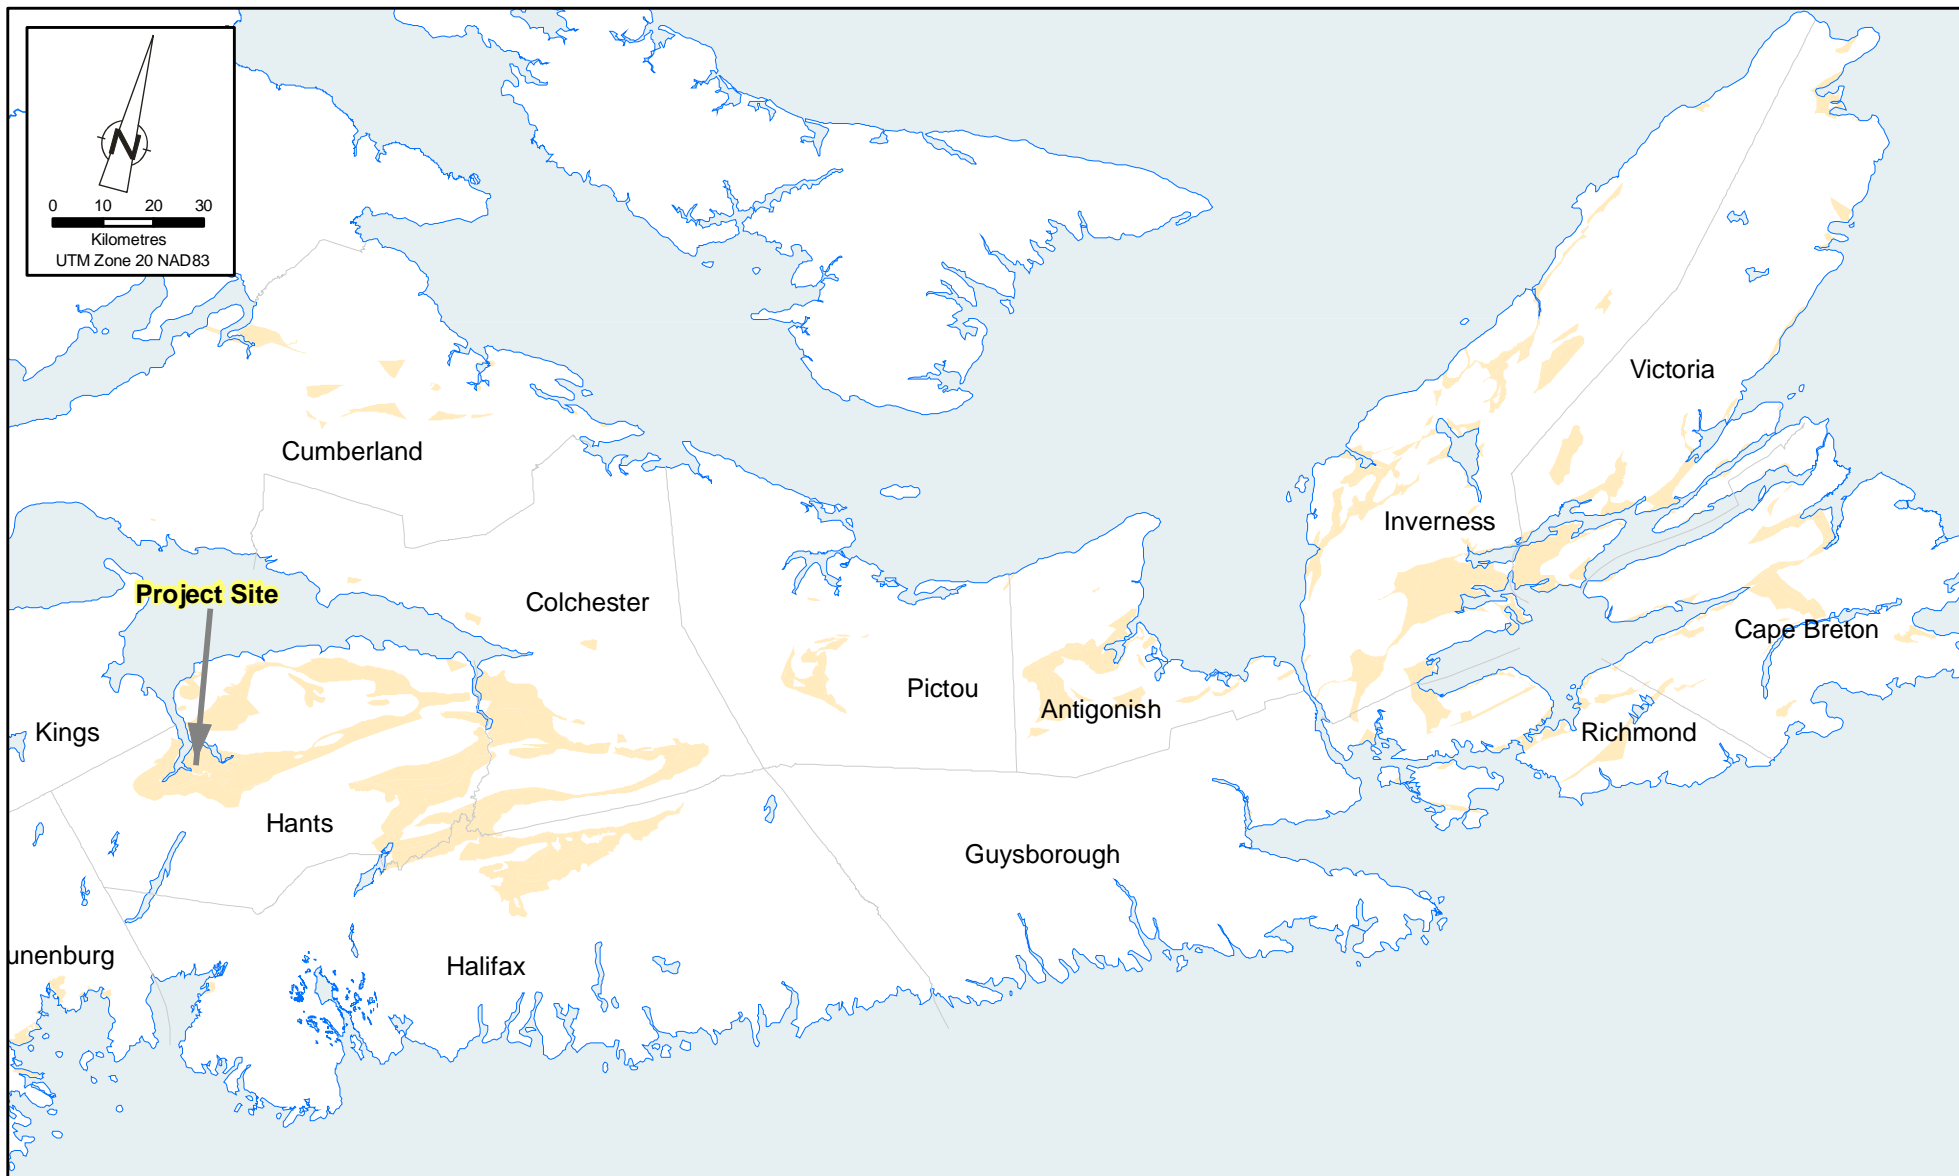 N
0 10 20 30
Kilometres
UTM Zone 20 NAD83
Victoria
Cumberland
Inverness
Project Site
Colchester
Cape Breton
Pictou
Antigonish
Kings
Richmond
Hants
Guysborough
unenburg
Halifax